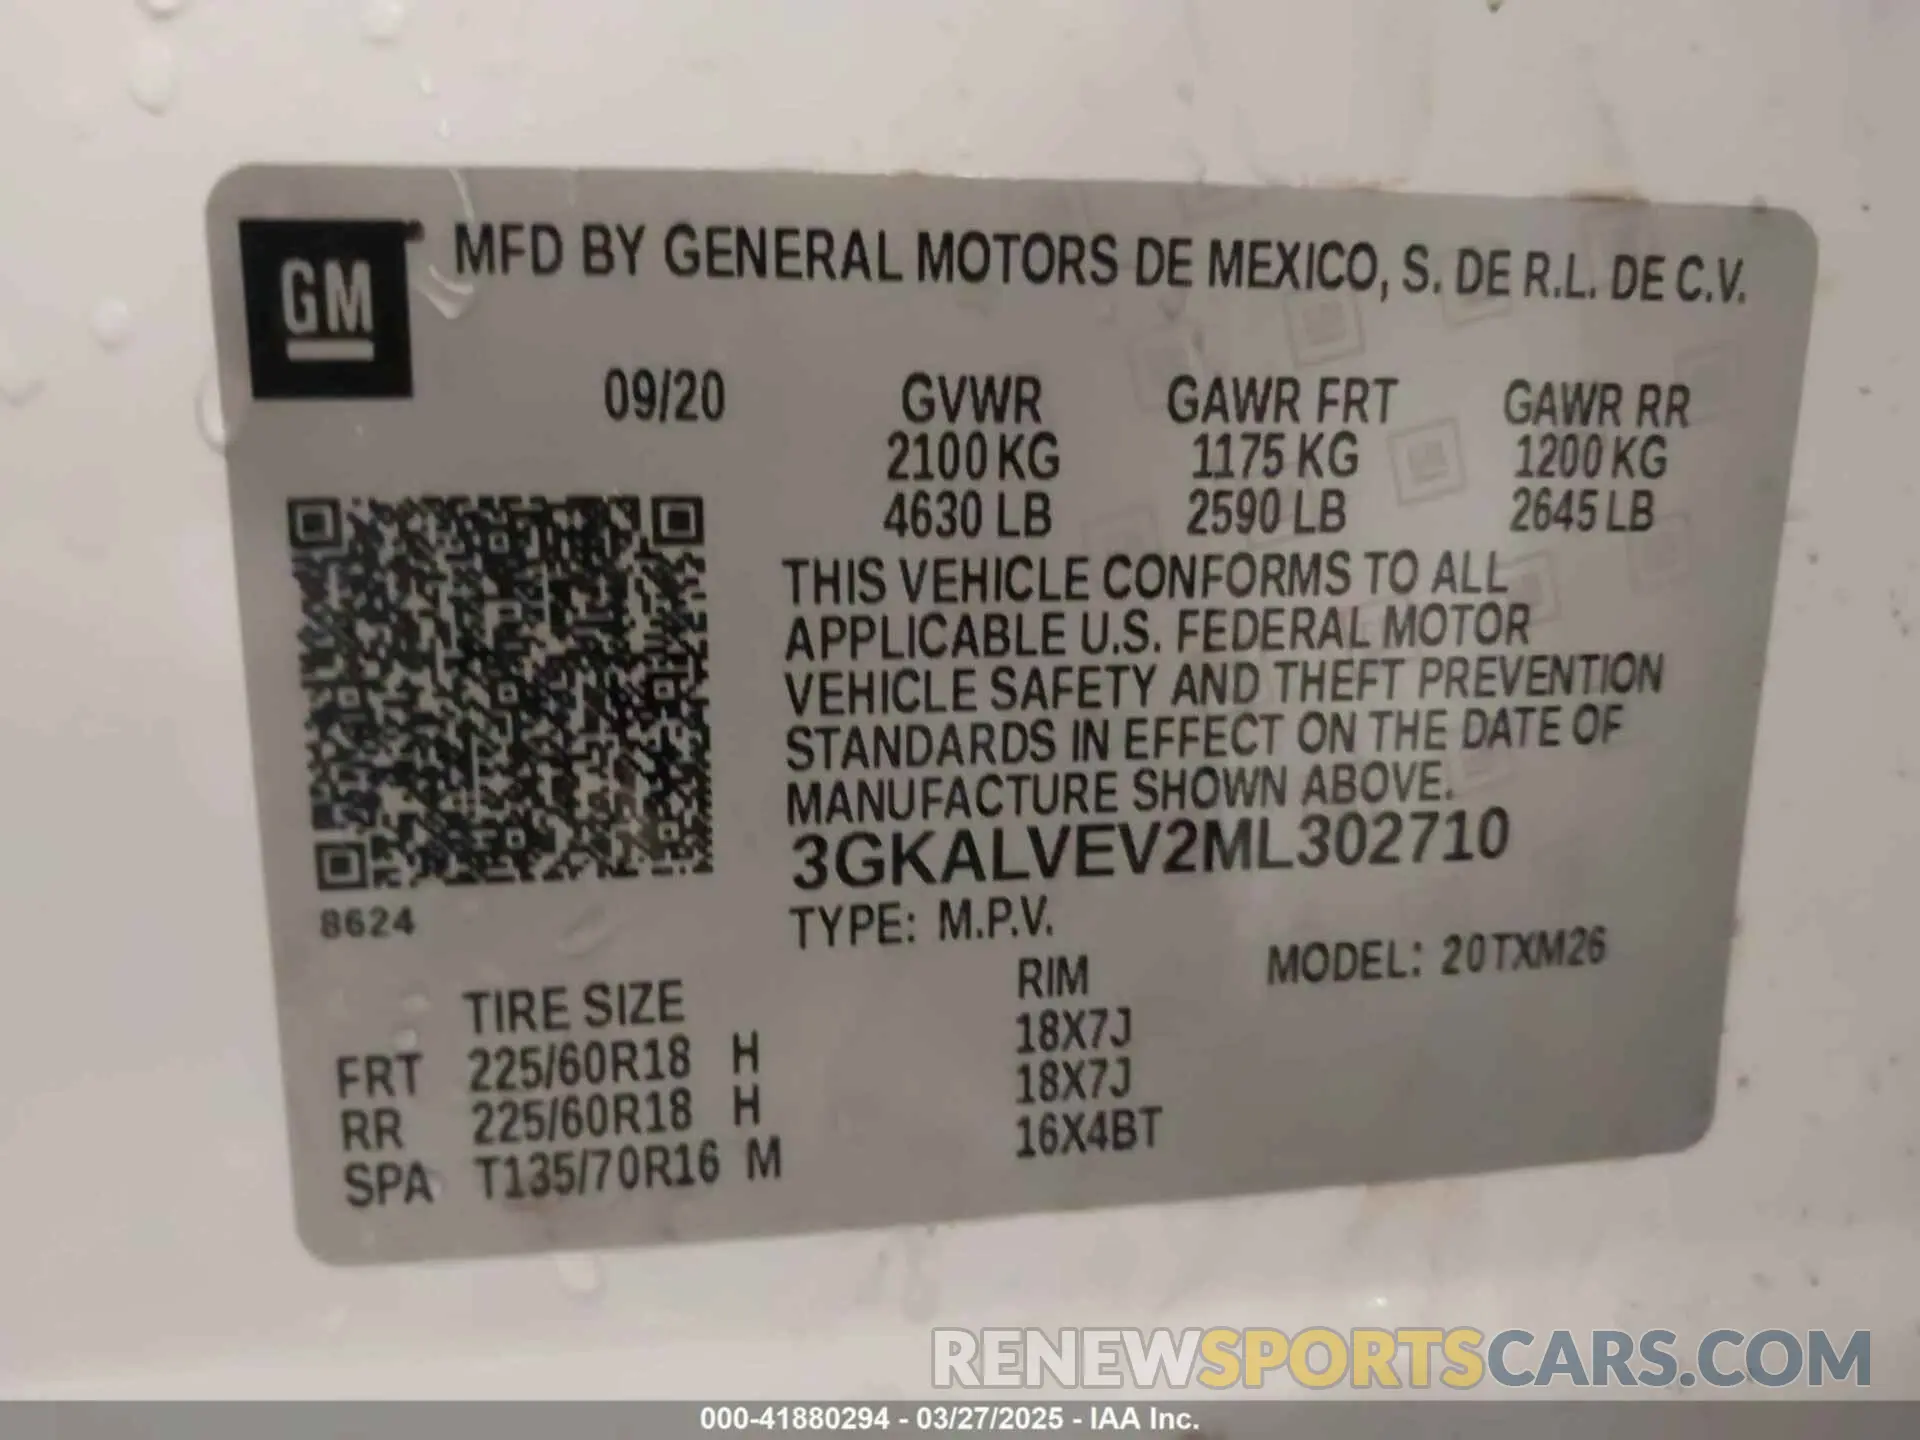 GM
MFD BY GENERAL MOTORS DE MEXICO, S. DE R.L. DE C.V.
09/20 GVWR GAWR FRT GAWR RR
2100 KG 1175 KG 1200 KG
4630 LB 2590 LB 2645 LB
THIS VEHICLE CONFORMS TO ALL
APPLICABLE U.S. FEDERAL MOTOR
VEHICLE SAFETY AND THEFT PREVENTION
STANDARDS IN EFFECT ON THE DATE OF
MANUFACTURE SHOWN ABOVE.
3GKALVEV2ML302710
8624
TYPE: M.P.V.
MODEL: 20TXM26
TIRE SIZE RIM
FRT 225/60R18 H 18X7J
RR 225/60R18 H 18X7J
SPA T135/70R16 M 16X4BT
RENEWSPORTSCARS.COM
000-41880294 - 03/27/2025 - IAA Inc.